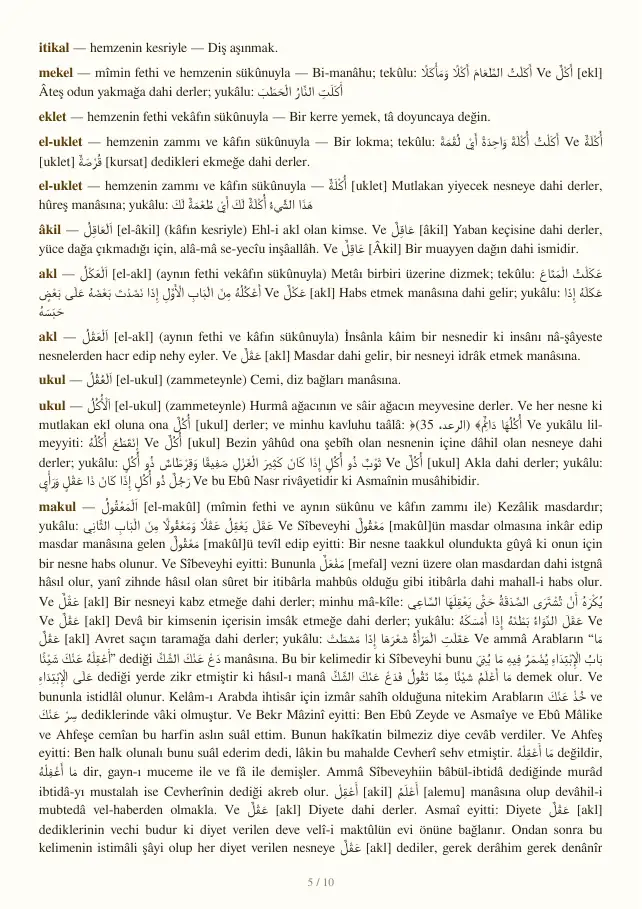 itikal — hemzenin kesriyle — Diş aşınmak.
mekel — mîmin fethi ve hemzenin sükûnuyla — Bi-manâhu; tekûlu: أَكَلْتُ الطَّعَامَ أَكْلًا وَمَأْكَلًا Ve أَكْلٌ [ekl]
Âteş odun yakmağa dahi derler; yukâlu: أَكَلَتِ النَّارُ الْحَطَبَ
eklet — hemzenin fethi vekâfın sükûnuyla — Bir kerre yemek, tâ doyuncaya değin.
el-uklet — hemzenin zammı ve kâfın sükûnuyla — Bir lokma; tekûlu: أَكَلْتُ أُكْلَةً وَاحِدَةً أَيْ لُقْمَةً Ve أُكْلَةٌ
[uklet] قُرْصَةٌ [kursat] dedikleri ekmeğe dahi derler.
el-uklet — hemzenin zammı ve kâfın sükûnuyla — أُكْلَةٌ [uklet] Mutlakan yiyecek nesneye dahi derler,
hûreş manâsına; yukâlu: هَذَا الشَّيْءُ أُكْلَةٌ لَكَ أَيْ طُعْمَةٌ لَكَ
âkil — اَلْعَاقِلُ [el-âkil] (kâfın kesriyle) Ehl-i akl olan kimse. Ve عَاقِلٌ [âkil] Yaban keçisine dahi derler,
yüce dağa çıkmadığı için, alâ-mâ se-yecîu inşâallâh. Ve عَاقِلٌ [Âkil] Bir muayyen dağın dahi ismidir.
akl — اَلْعَكْلُ [el-akl] (aynın fethi vekâfın sükûnuyla) Metâı birbiri üzerine dizmek; tekûlu: عَكَلْتُ الْمَتَاعَ
أَعْكُلُهُ مِنَ الْبَابِ الْأَوَّلِ إِذَا نَضَدْتَ بَعْضَهُ عَلَى بَعْضٍ Ve عَكْلٌ [akl] Habs etmek manâsına dahi gelir; yukâlu: عَكَلَهُ إِذَا
حَبَسَهُ
akl — اَلْعَقْلُ [el-akl] (aynın fethi ve kâfın sükûnuyla) İnsânla kâim bir nesnedir ki insânı nâ-şâyeste
nesnelerden hacr edip nehy eyler. Ve عَقْلٌ [akl] Masdar dahi gelir, bir nesneyi idrâk etmek manâsına.
ukul — اَلْعُقُلُ [el-ukul] (zammeteynle) Cemi, diz bağları manâsına.
ukul — اَلْأُكُلُ [el-ukul] (zammeteynle) Hurmâ ağacının ve sâir ağacın meyvesine derler. Ve her nesne ki
mutlakan ekl oluna ona أُكُلٌ [ukul] derler; ve minhu kavluhu taâlâ: ﴿أُكُلُهَا دَائِمٌ﴾ (الرعد، 35) Ve yukâlu lil-
meyyiti: إِنْقَطَعَ أُكُلُهُ Ve أُكُلٌ [ukul] Bezin yâhûd ona şebîh olan nesnenin içine dâhil olan nesneye dahi
derler; yukâlu: ثَوْبٌ ذُو أُكُلٍ إِذَا كَانَ كَثِيرَ الْغَزْلِ صَفِيقًا وَقِرْطَاسٌ ذُو أُكُلٍ Ve أُكُلٌ [ukul] Akla dahi derler; yukâlu:
رَجُلٌ ذُو أُكُلٍ إِذَا كَانَ ذَا عَقْلٍ وَرَأْيٍ Ve bu Ebû Nasr rivâyetidir ki Asmaînin musâhibidir.
makul — اَلْمَعْقُولُ [el-makul] (mîmin fethi ve aynın sükûnu ve kâfın zammı ile) Kezâlik masdardır;
yukâlu: عَقَلَ يَعْقِلُ عَقْلًا وَمَعْقُولًا مِنَ الْبَابِ الثَّانِي Ve Sîbeveyhi مَعْقُولٌ [makûl]ün masdar olmasına inkâr edip
masdar manâsına gelen مَعْقُولٌ [makûl]ü tevîl edip eyitti: Bir nesne taakkul olundukta gûyâ ki onun için
bir nesne habs olunur. Ve Sîbeveyhi eyitti: Bununla مَفْعَلٌ [mefal] vezni üzere olan masdardan dahi istgnâ
hâsıl olur, yanî zihnde hâsıl olan sûret bir itibârla mahbûs olduğu gibi itibârla dahi mahall-i habs olur.
Ve عَقْلٌ [akl] Bir nesneyi kabz etmeğe dahi derler; minhu mâ-kîle: يُكْرَهُ أَنْ تُشْتَرَى الصَّدَقَةُ حَتَّى يَعْقِلَهَا السَّاعِي
Ve عَقْلٌ [akl] Devâ bir kimsenin içerisin imsâk etmeğe dahi derler; yukâlu: عَقَلَ الدَّوَاءُ بَطْنَهُ إِذَا أَمْسَكَهُ Ve
عَقْلٌ [akl] Avret saçın taramağa dahi derler; yukâlu: عَقَلَتِ الْمَرْأَةُ شَعْرَهَا إِذَا مَشَطَتْ Ve ammâ Arabların “مَا
أَعْقِلُهُ عَنْكَ شَيْئًا” dediği دَعْ عَنْكَ الشَّكَّ manâsına. Bu bir kelimedir ki Sîbeveyhi bunu بَابُ الْإِبْتِدَاءِ يُضْمَرُ فِيهِ مَا يُبْنَى
عَلَى الْإِبْتِدَاءِ dediği yerde zikr etmiştir ki hâsıl-ı manâ مَا أَعْلَمُ شَيْئًا مِمَّا تَقُولُ فَدَعْ عَنْكَ الشَّكَّ demek olur. Ve
bununla istidlâl olunur. Kelâm-ı Arabda ihtisâr için izmâr sahîh olduğuna nitekim Arabların خُذْ عَنْكَ ve
سِرْ عَنْكَ dediklerinde vâki olmuştur. Ve Bekr Mâzinî eyitti: Ben Ebû Zeyde ve Asmaîye ve Ebû Mâlike
ve Ahfeşe cemîan bu harfin aslın suâl ettim. Bunun hakîkatin bilmeziz diye cevâb verdiler. Ve Ahfeş
eyitti: Ben halk olunalı bunu suâl ederim dedi, lâkin bu mahalde Cevherî sehv etmiştir. مَا أَعْقِلُهُ değildir,
مَا أَغْفِلُهُ dir, gayn-ı muceme ile ve fâ ile demişler. Ammâ Sîbeveyhiin bâbül-ibtidâ dediğinde murâd
ibtidâ-yı mustalah ise Cevherînin dediği akreb olur. أَعْقِلُ [akil] أَعْلَمُ [alemu] manâsına olup devâhil-i
mubtedâ vel-haberden olmakla. Ve عَقْلٌ [akl] Diyete dahi derler. Asmaî eyitti: Diyete عَقْلٌ [akl]
dediklerinin vechi budur ki diyet verilen deve velî-i maktûlün evi önüne bağlanır. Ondan sonra bu
kelimenin istimâli şâyi olup her diyet verilen nesneye عَقْلٌ [akl] dediler, gerek derâhim gerek denânîr
5 / 10